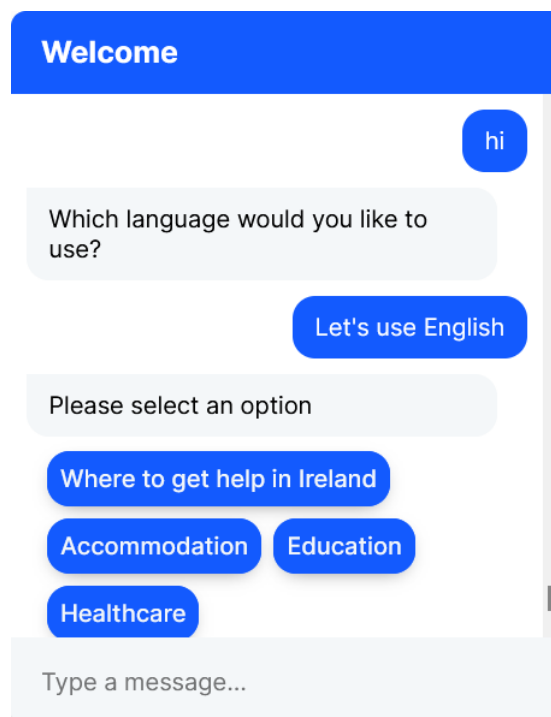 Welcome
hi
Which language would you like to
use?
Let's use English
Please select an option
Where to get help in Ireland
Accommodation
Education
Healthcare
Type a message...